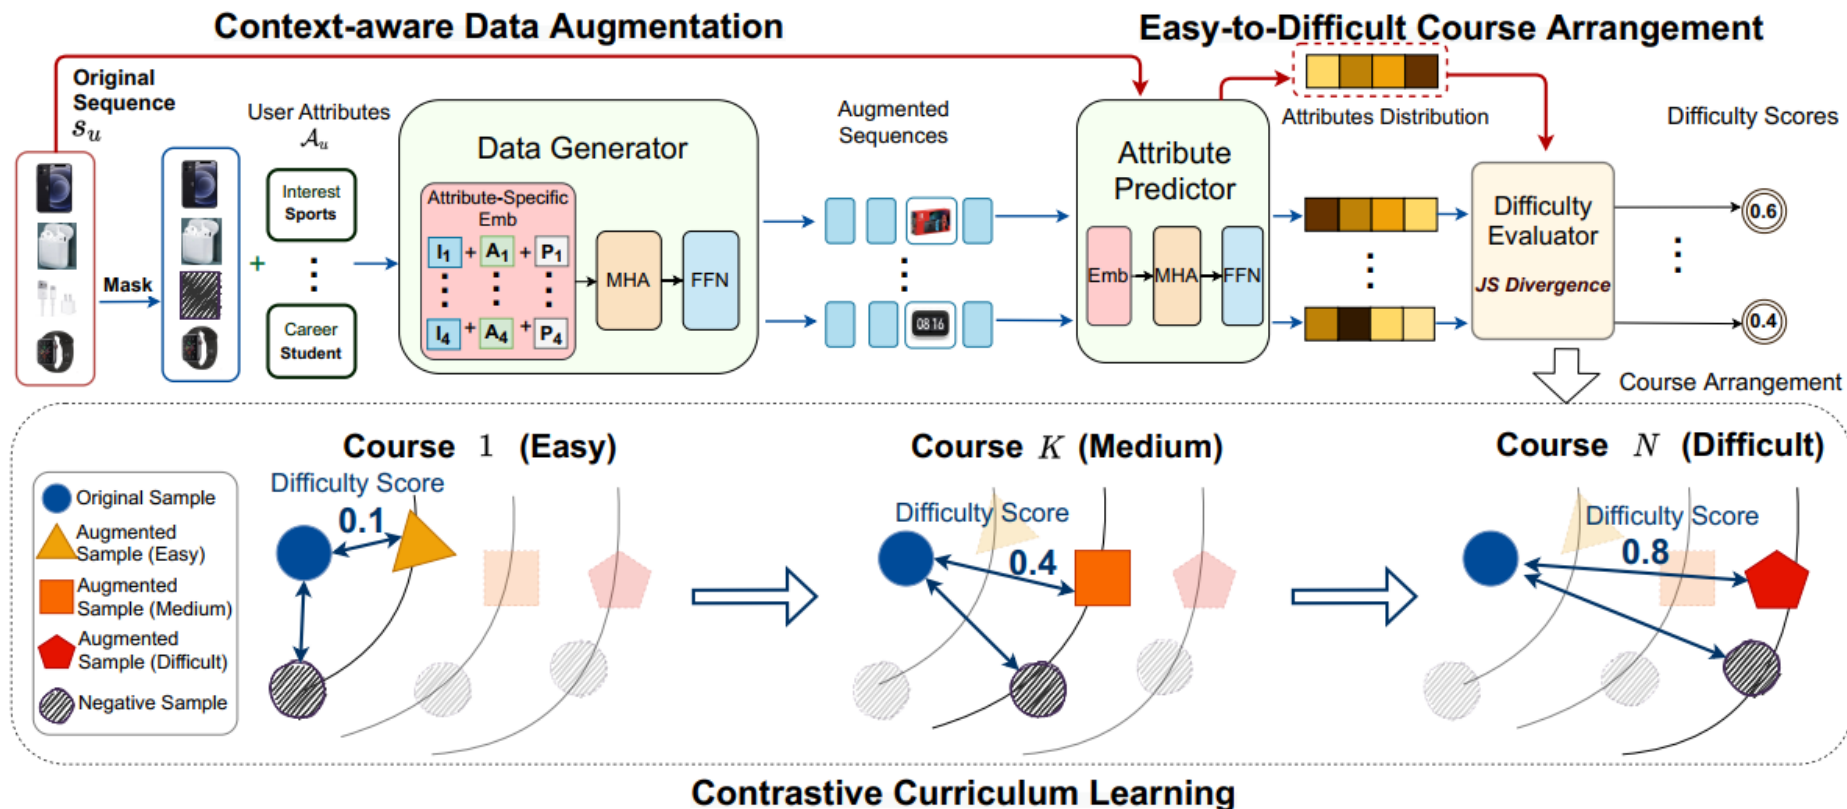 Context-aware Data Augmentation
Easy-to-Difficult Course Arrangement
Original
Sequence
s_u
User Attributes
𝒜_u
Mask
+
Interest
Sports
Career
Student
Data Generator
Attribute-Specific
Emb
I1 + A1 + P1
I4 + A4 + P4
MHA
FFN
Augmented
Sequences
08 16
Attribute
Predictor
Emb
MHA
FFN
Attributes Distribution
Difficulty
Evaluator
JS Divergence
Difficulty Scores
0.6
0.4
Course Arrangement
Original Sample
Augmented
Sample (Easy)
Augmented
Sample (Medium)
Augmented
Sample (Difficult)
Negative Sample
Course 1 (Easy)
Difficulty Score
0.1
Course K (Medium)
Difficulty Score
0.4
Course N (Difficult)
Difficulty Score
0.8
Contrastive Curriculum Learning